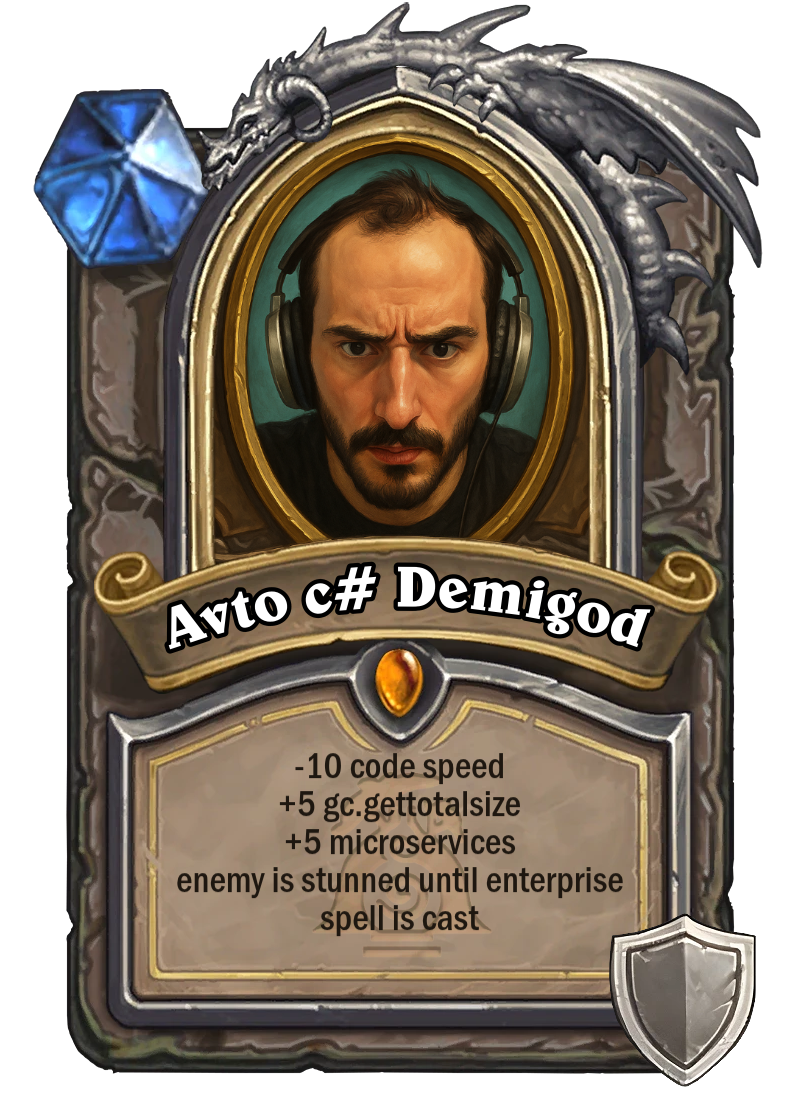 Avto c# Demigod
-10 code speed
+5 gc.gettotalsize
+5 microservices
enemy is stunned until enterprise
spell is cast